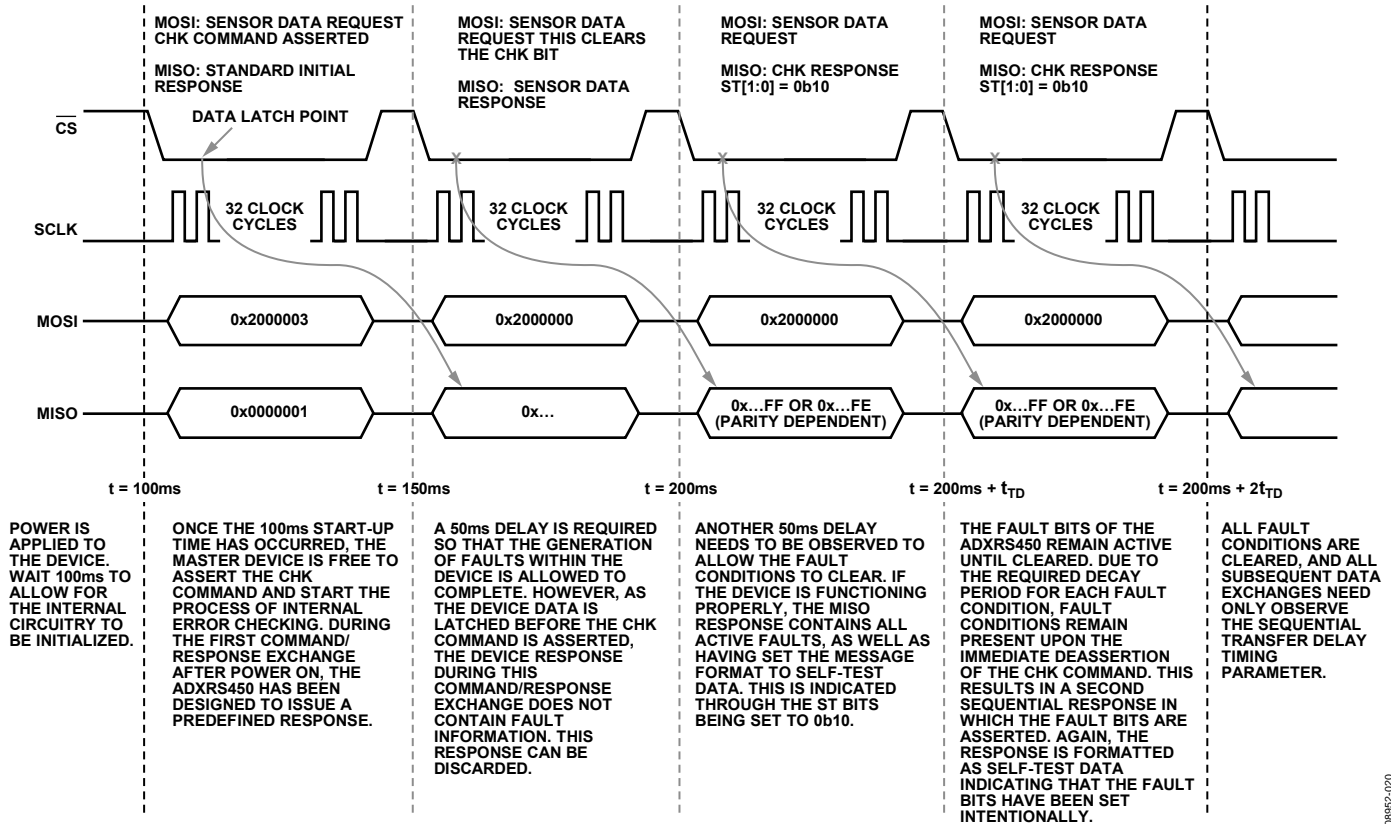 MOSI: SENSOR DATA REQUEST
CHK COMMAND ASSERTED
MISO: STANDARD INITIAL
RESPONSE
MOSI: SENSOR DATA
REQUEST THIS CLEARS
THE CHK BIT
MISO: SENSOR DATA
RESPONSE
MOSI: SENSOR DATA
REQUEST
MISO: CHK RESPONSE
ST[1:0] = 0b10
MOSI: SENSOR DATA
REQUEST
MISO: CHK RESPONSE
ST[1:0] = 0b10
DATA LATCH POINT
CS
X
X
X
SCLK
32 CLOCK
CYCLES
32 CLOCK
CYCLES
32 CLOCK
CYCLES
32 CLOCK
CYCLES
MOSI
0x2000003
0x2000000
0x2000000
0x2000000
MISO
0x0000001
0x...
0x...FF OR 0x...FE
(PARITY DEPENDENT)
0x...FF OR 0x...FE
(PARITY DEPENDENT)
t = 100ms
t = 150ms
t = 200ms
t = 200ms + tTD
t = 200ms + 2tTD
POWER IS
APPLIED TO
THE DEVICE.
WAIT 100ms TO
ALLOW FOR
THE INTERNAL
CIRCUITRY TO
BE INITIALIZED.
ONCE THE 100ms START-UP
TIME HAS OCCURRED, THE
MASTER DEVICE IS FREE TO
ASSERT THE CHK
COMMAND AND START THE
PROCESS OF INTERNAL
ERROR CHECKING. DURING
THE FIRST COMMAND/
RESPONSE EXCHANGE
AFTER POWER ON, THE
ADXRS450 HAS BEEN
DESIGNED TO ISSUE A
PREDEFINED RESPONSE.
A 50ms DELAY IS REQUIRED
SO THAT THE GENERATION
OF FAULTS WITHIN THE
DEVICE IS ALLOWED TO
COMPLETE. HOWEVER, AS
THE DEVICE DATA IS
LATCHED BEFORE THE CHK
COMMAND IS ASSERTED,
THE DEVICE RESPONSE
DURING THIS
COMMAND/RESPONSE
EXCHANGE DOES NOT
CONTAIN FAULT
INFORMATION. THIS
RESPONSE CAN BE
DISCARDED.
ANOTHER 50ms DELAY
NEEDS TO BE OBSERVED TO
ALLOW THE FAULT
CONDITIONS TO CLEAR. IF
THE DEVICE IS FUNCTIONING
PROPERLY, THE MISO
RESPONSE CONTAINS ALL
ACTIVE FAULTS, AS WELL AS
HAVING SET THE MESSAGE
FORMAT TO SELF-TEST
DATA. THIS IS INDICATED
THROUGH THE ST BITS
BEING SET TO 0b10.
THE FAULT BITS OF THE
ADXRS450 REMAIN ACTIVE
UNTIL CLEARED. DUE TO
THE REQUIRED DECAY
PERIOD FOR EACH FAULT
CONDITION, FAULT
CONDITIONS REMAIN
PRESENT UPON THE
IMMEDIATE DEASSERTION
OF THE CHK COMMAND. THIS
RESULTS IN A SECOND
SEQUENTIAL RESPONSE IN
WHICH THE FAULT BITS ARE
ASSERTED. AGAIN, THE
RESPONSE IS FORMATTED
AS SELF-TEST DATA
INDICATING THAT THE FAULT
BITS HAVE BEEN SET
INTENTIONALLY.
ALL FAULT
CONDITIONS ARE
CLEARED, AND ALL
SUBSEQUENT DATA
EXCHANGES NEED
ONLY OBSERVE
THE SEQUENTIAL
TRANSFER DELAY
TIMING
PARAMETER.
08952-020